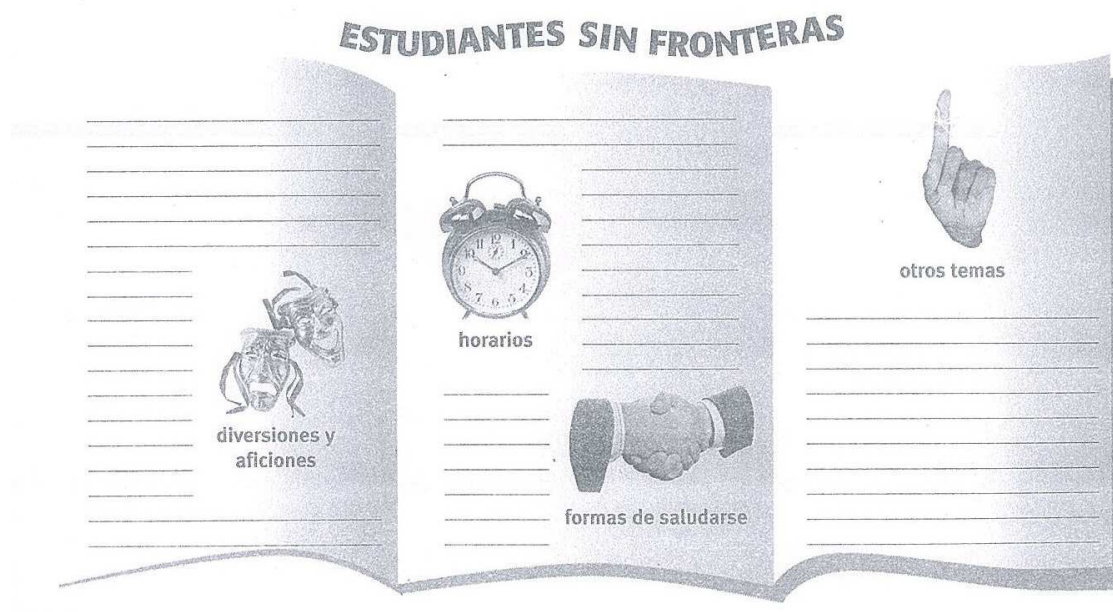 ESTUDIANTES SIN FRONTERAS
diversiones y
aficiones
horarios
formas de saludarse
otros temas